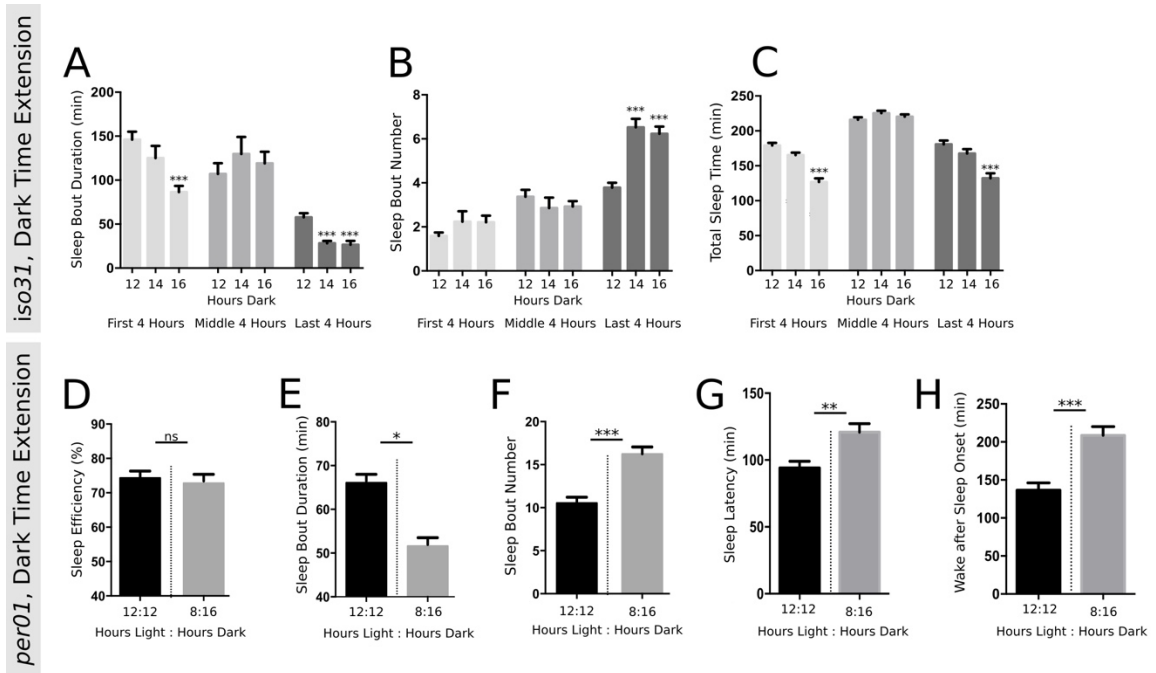 iso31, Dark Time Extension
A
Sleep Bout Duration (min)
200
150
100
50
0
***
*** ***
12 14 16 12 14 16 12 14 16
Hours Dark
First 4 Hours Middle 4 Hours Last 4 Hours
B
Sleep Bout Number
8
6
4
2
0
*** ***
12 14 16 12 14 16 12 14 16
Hours Dark
First 4 Hours Middle 4 Hours Last 4 Hours
C
Total Sleep Time (min)
250
200
150
100
50
0
***
***
12 14 16 12 14 16 12 14 16
Hours Dark
First 4 Hours Middle 4 Hours Last 4 Hours
per01, Dark Time Extension
D
Sleep Efficiency (%)
90
80
70
60
50
40
ns
12:12 8:16
Hours Light : Hours Dark
E
Sleep Bout Duration (min)
80
70
60
50
40
*
12:12 8:16
Hours Light : Hours Dark
F
Sleep Bout Number
20
15
10
5
0
***
12:12 8:16
Hours Light : Hours Dark
G
Sleep Latency (min)
150
100
50
0
**
12:12 8:16
Hours Light : Hours Dark
H
Wake after Sleep Onset (min)
250
200
150
100
50
0
***
12:12 8:16
Hours Light : Hours Dark